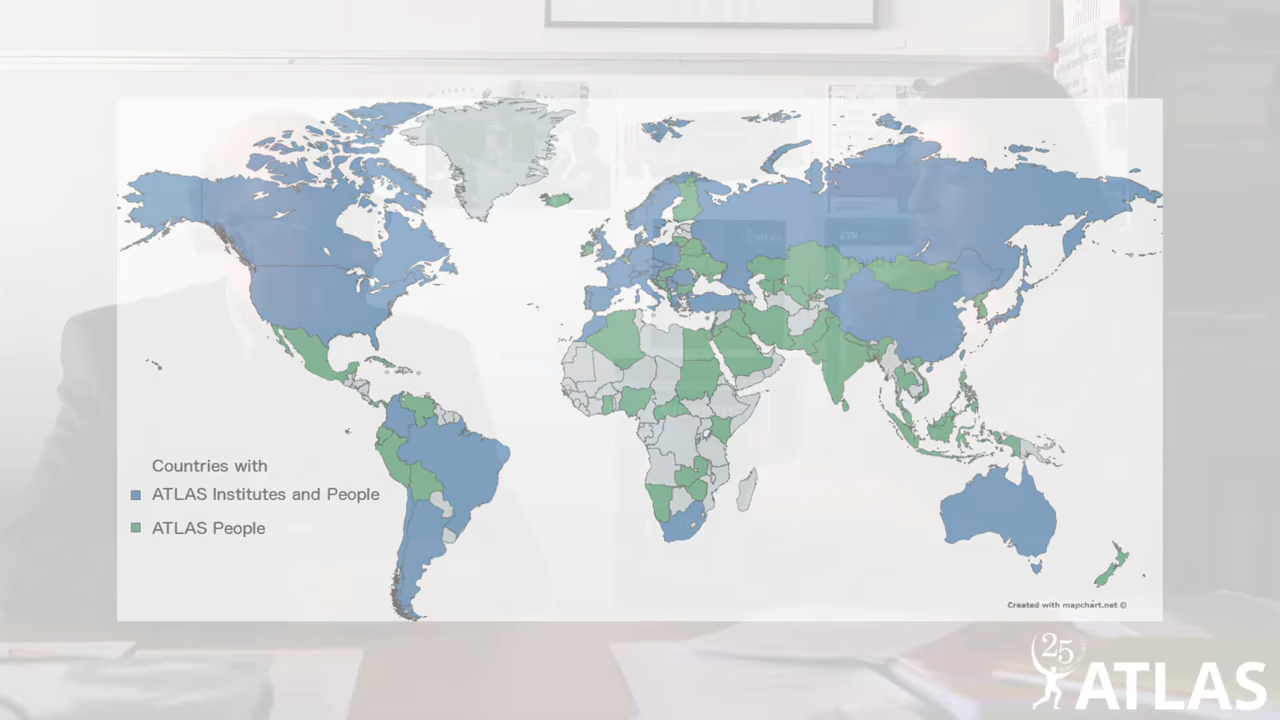 Countries with
ATLAS Institutes and People
ATLAS People
Created with mapchart.net ©
25
ATLAS